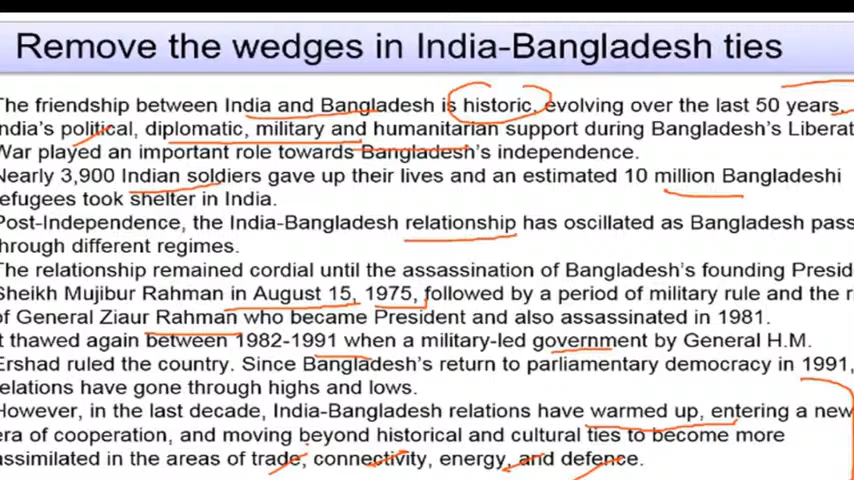 Remove the wedges in India-Bangladesh ties
The friendship between India and Bangladesh is historic, evolving over the last 50 years.
India's political, diplomatic, military and humanitarian support during Bangladesh's Liberat
War played an important role towards Bangladesh's independence.
Nearly 3,900 Indian soldiers gave up their lives and an estimated 10 million Bangladeshi
refugees took shelter in India.
Post-Independence, the India-Bangladesh relationship has oscillated as Bangladesh pass
through different regimes.
The relationship remained cordial until the assassination of Bangladesh's founding Presid
Sheikh Mujibur Rahman in August 15, 1975, followed by a period of military rule and the r
of General Ziaur Rahman who became President and also assassinated in 1981.
It thawed again between 1982-1991 when a military-led government by General H.M.
Ershad ruled the country. Since Bangladesh's return to parliamentary democracy in 1991,
relations have gone through highs and lows.
However, in the last decade, India-Bangladesh relations have warmed up, entering a new
era of cooperation, and moving beyond historical and cultural ties to become more
assimilated in the areas of trade, connectivity, energy, and defence.